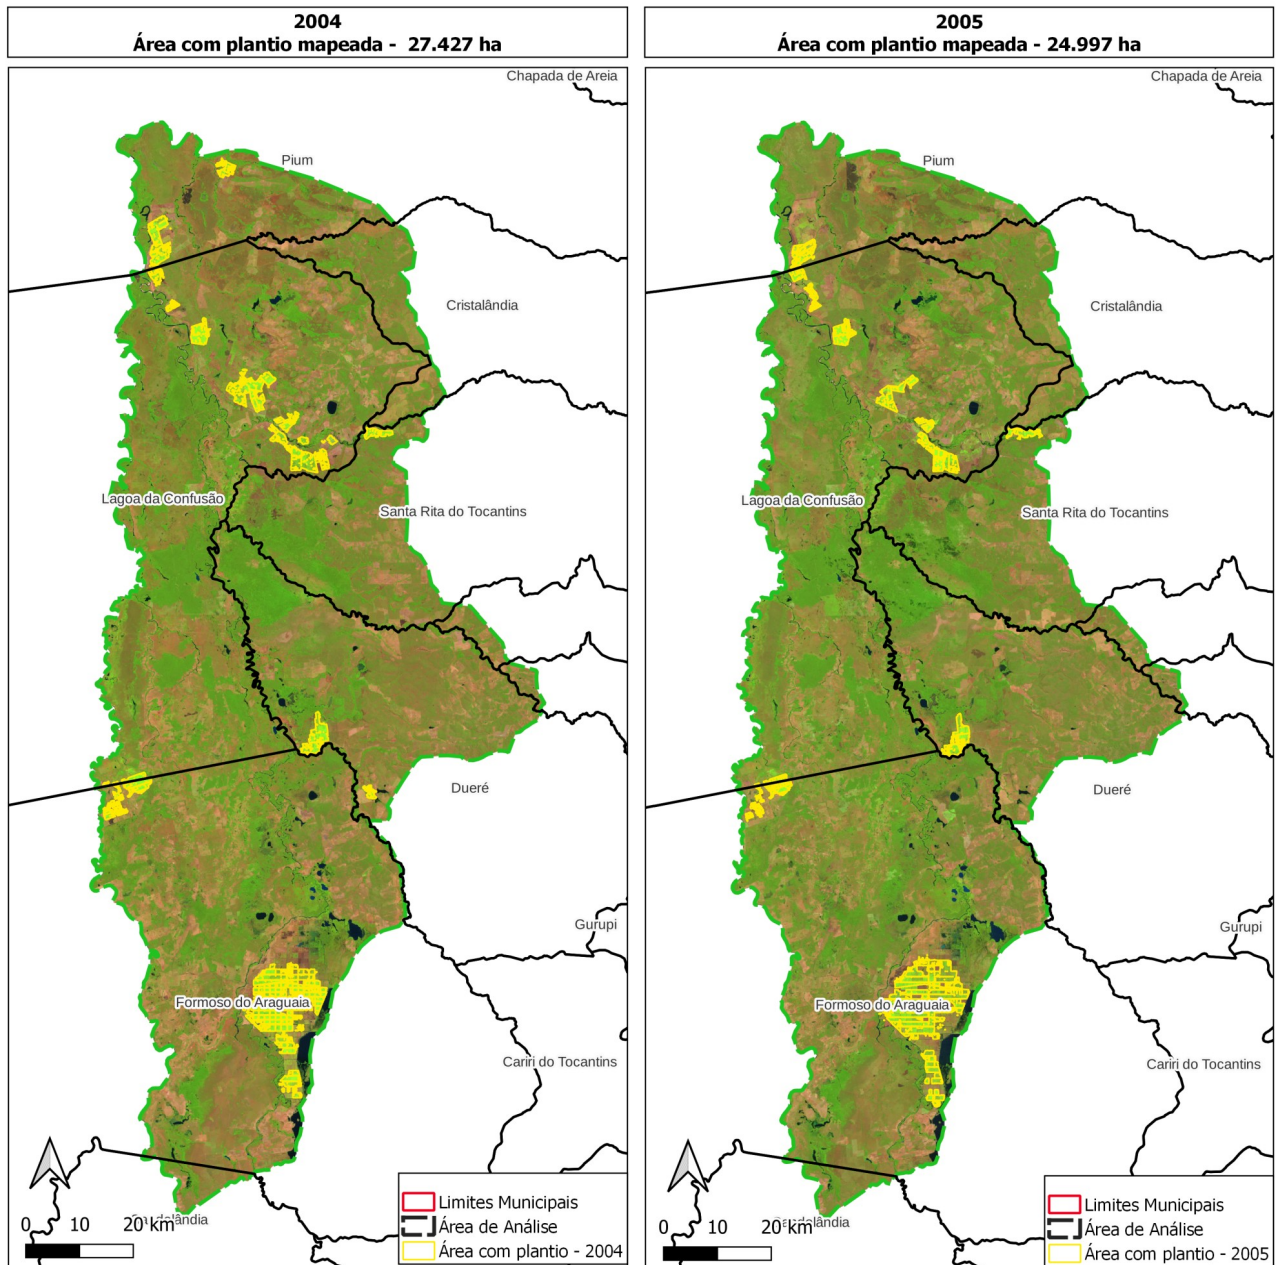 2004
Área com plantio mapeada -  27.427 ha
Chapada de Areia
Pium
Cristalândia
Lagoa da Confusão
Santa Rita do Tocantins
Dueré
Gurupi
Formoso do Araguaia
Cariri do Tocantins
0 10 20 km
Limites Municipais
Área de Análise
Área com plantio - 2004
2005
Área com plantio mapeada - 24.997 ha
Chapada de Areia
Pium
Cristalândia
Lagoa da Confusão
Santa Rita do Tocantins
Dueré
Gurupi
Formoso do Araguaia
Cariri do Tocantins
0 10 20 km
Limites Municipais
Área de Análise
Área com plantio - 2005